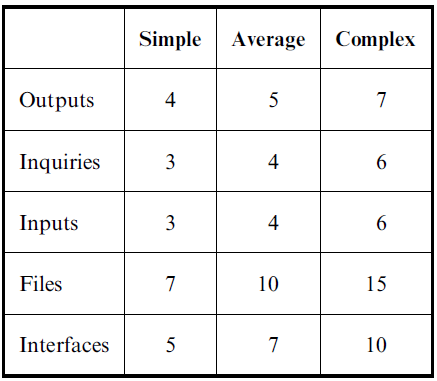 Simple Average Complex
Outputs 4 5 7
Inquiries 3 4 6
Inputs 3 4 6
Files 7 10 15
Interfaces 5 7 10